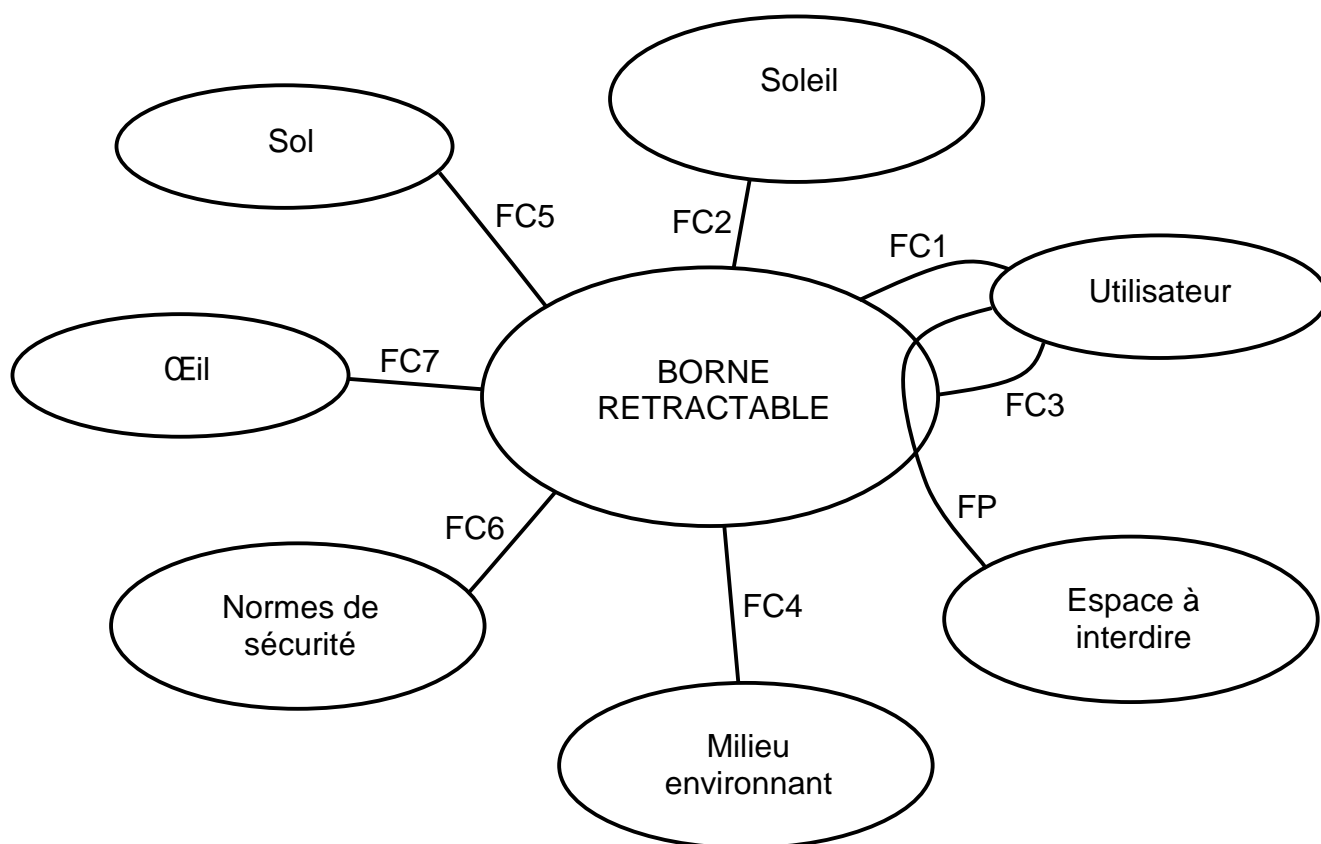 Soleil
Sol
FC5
FC2
FC1
Utilisateur
Œil
FC7
BORNE
RETRACTABLE
FC3
FC6
FP
Normes de
sécurité
FC4
Espace à
interdire
Milieu
environnant